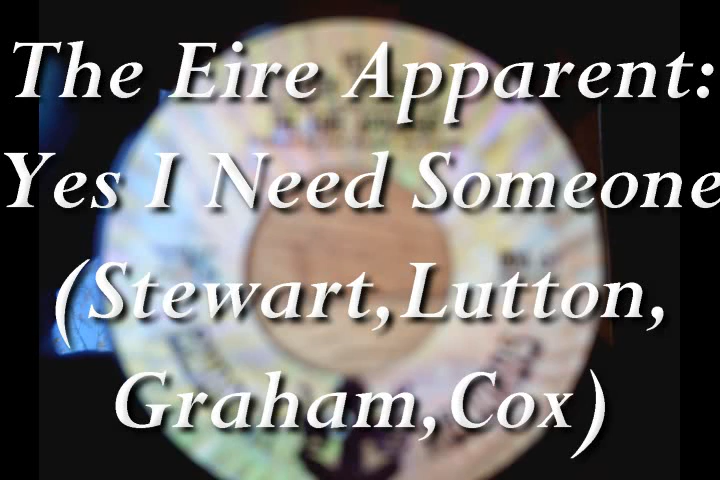 The Eire Apparent:
Yes I Need Someone
(Stewart,Lutton,
Graham,Cox)